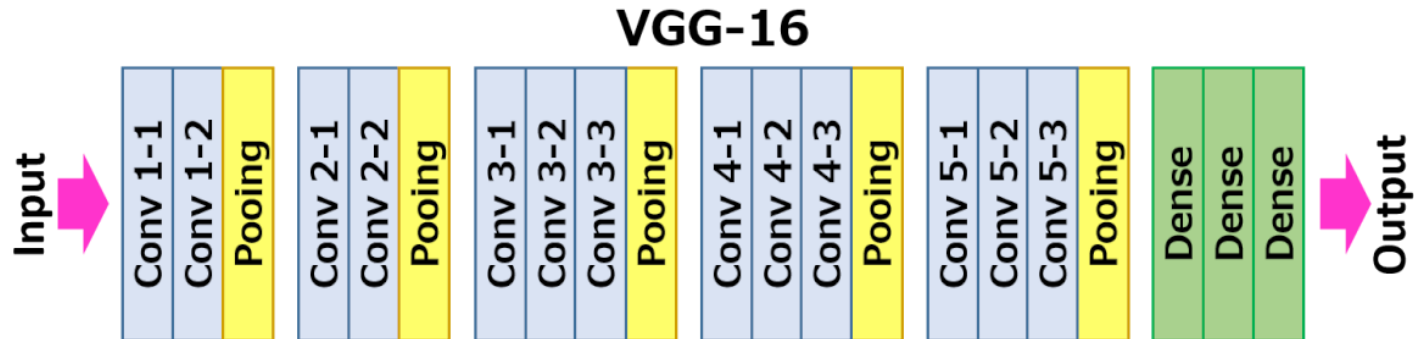 VGG-16
Input
Conv 1-1
Conv 1-2
Pooing
Conv 2-1
Conv 2-2
Pooing
Conv 3-1
Conv 3-2
Conv 3-3
Pooing
Conv 4-1
Conv 4-2
Conv 4-3
Pooing
Conv 5-1
Conv 5-2
Conv 5-3
Pooing
Dense
Dense
Dense
Output